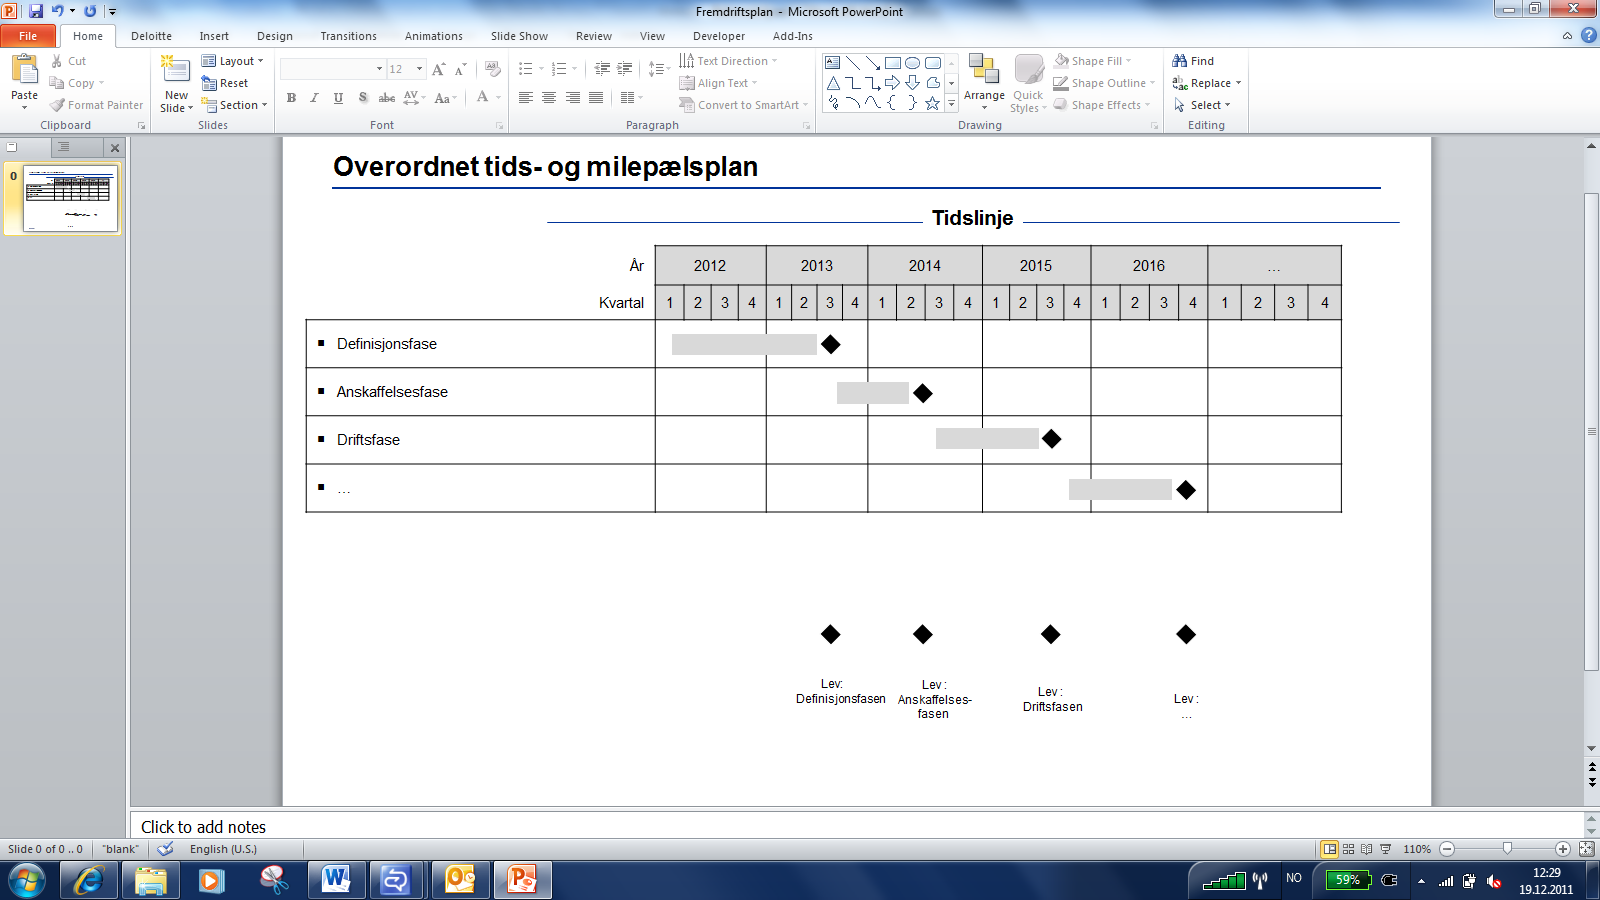 Fremdriftsplan - Microsoft PowerPoint
File Home Deloitte Insert Design Transitions Animations Slide Show Review View Developer Add-Ins
Paste
Cut
Copy
Format Painter
Clipboard
New
Slide
Layout
Reset
Section
Slides
12
B I U S abc AV Aa A
Font
Text Direction
Align Text
Convert to SmartArt
Paragraph
Arrange
Quick
Styles
Shape Fill
Shape Outline
Shape Effects
Drawing
Find
Replace
Select
Editing
0
Overordnet tids- og milepælsplan
Tidslinje
År 2012 2013 2014 2015 2016 ...
Kvartal 1 2 3 4 1 2 3 4 1 2 3 4 1 2 3 4 1 2 3 4 1 2 3 4
▪ Definisjonsfase
▪ Anskaffelsesfase
▪ Driftsfase
▪ ...
Lev:
Definisjonsfasen
Lev :
Anskaffelses-
fasen
Lev :
Driftsfasen
Lev :
...
Click to add notes
Slide 0 of 0 .. 0 "blank" English (U.S.) 110%
NO 59% 12:29
19.12.2011